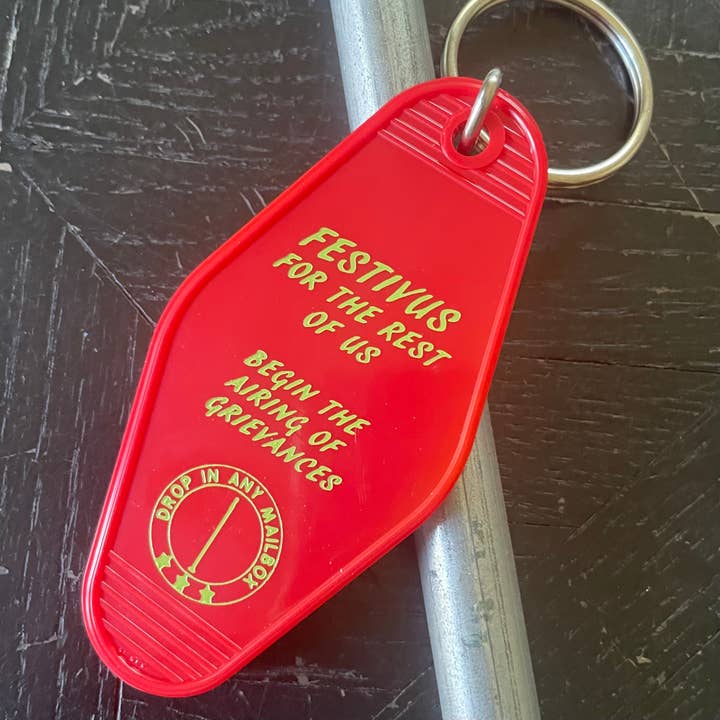 FESTIVUS
FOR THE REST
OF US
BEGIN THE
AIRING OF
GRIEVANCES
DROP IN ANY MAILBOX